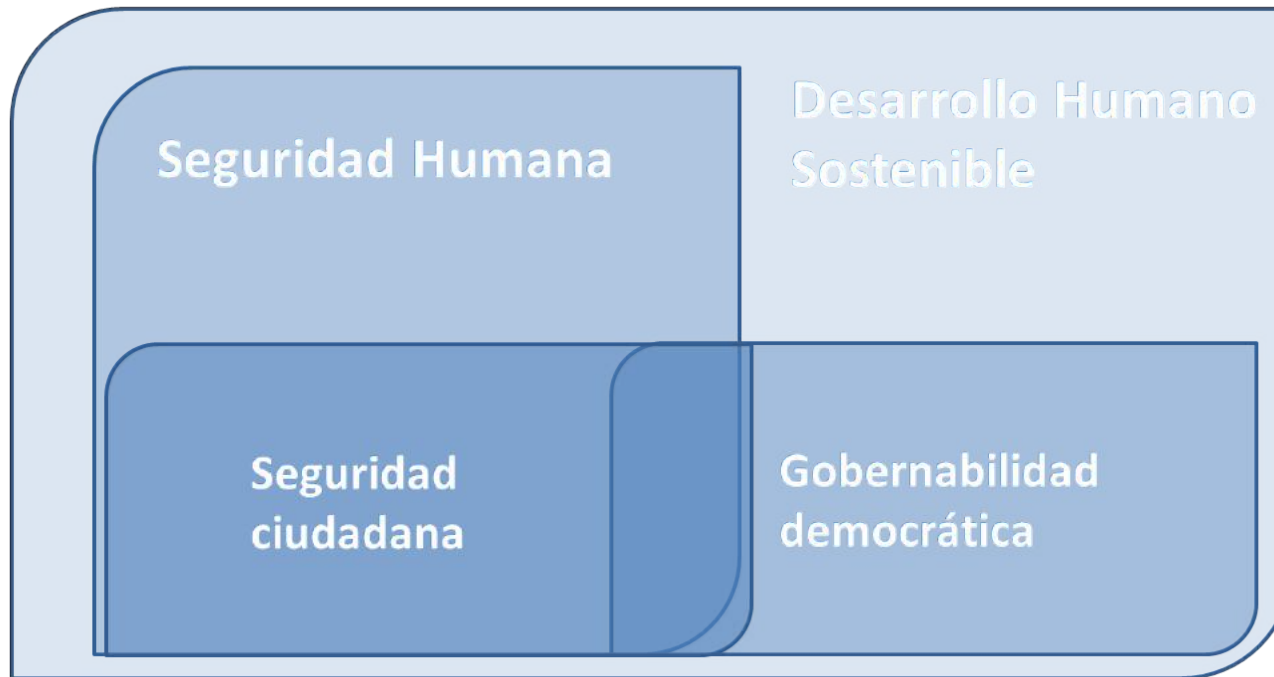 Desarrollo Humano
Sostenible
Seguridad Humana
Seguridad
ciudadana
Gobernabilidad
democrática